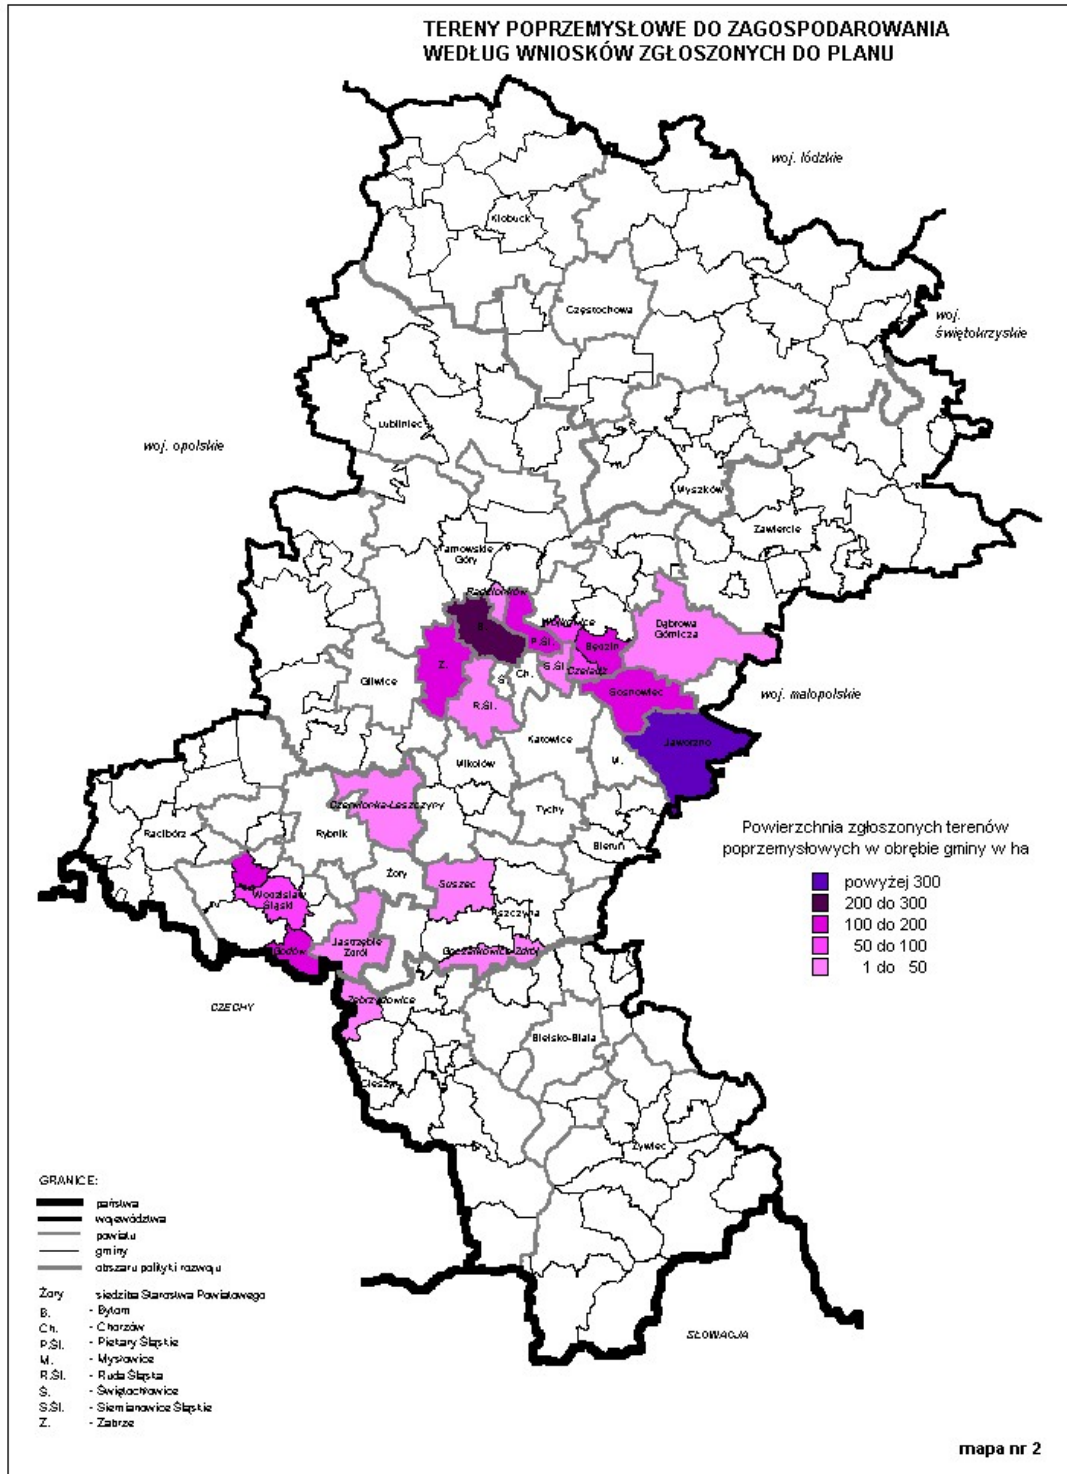 TERENY POPRZEMYSŁOWE DO ZAGOSPODAROWANIA
WEDŁUG WNIOSKÓW ZGŁOSZONYCH DO PLANU
woj. łódzkie
Kłobuck
Częstochowa
woj.
świętokrzyskie
Lubliniec
woj. opolskie
Myszków
Zawiercie
Tarnowskie
Góry
Radzionków
Wojkowice
Dąbrowa
Górnicza
B.
P.Śl.
Będzin
Z.
S.Śl.
Czeladź
Ch.
Ś.
Gliwice
Sosnowiec
woj. małopolskie
R.Śl.
Katowice
Jaworzno
Mikołów
M.
Czerwionka-Leszczyny
Tychy
Racibórz
Rybnik
Bieruń
Powierzchnia zgłoszonych terenów
poprzemysłowych w obrębie gminy w ha
Żory
powyżej 300
Suszec
Wodzisław
Śląski
200 do 300
Pszczyna
100 do 200
Jastrzębie
Zdrój
Godów
Goczałkowice-Zdrój
50 do 100
1 do 50
Zebrzydowice
CZECHY
Bielsko-Biała
Cieszyn
Żywiec
GRANICE:
państwa
województwa
powiatu
gminy
obszaru polityki rozwoju
Żory siedziba Starostwa Powiatowego
B. - Bytom
Ch. - Chorzów
P.Śl. - Piekary Śląskie
M. - Mysłowice
R.Śl. - Ruda Śląska
Ś. - Świętochłowice
S.Śl. - Siemianowice Śląskie
Z. - Zabrze
SŁOWACJA
mapa nr 2